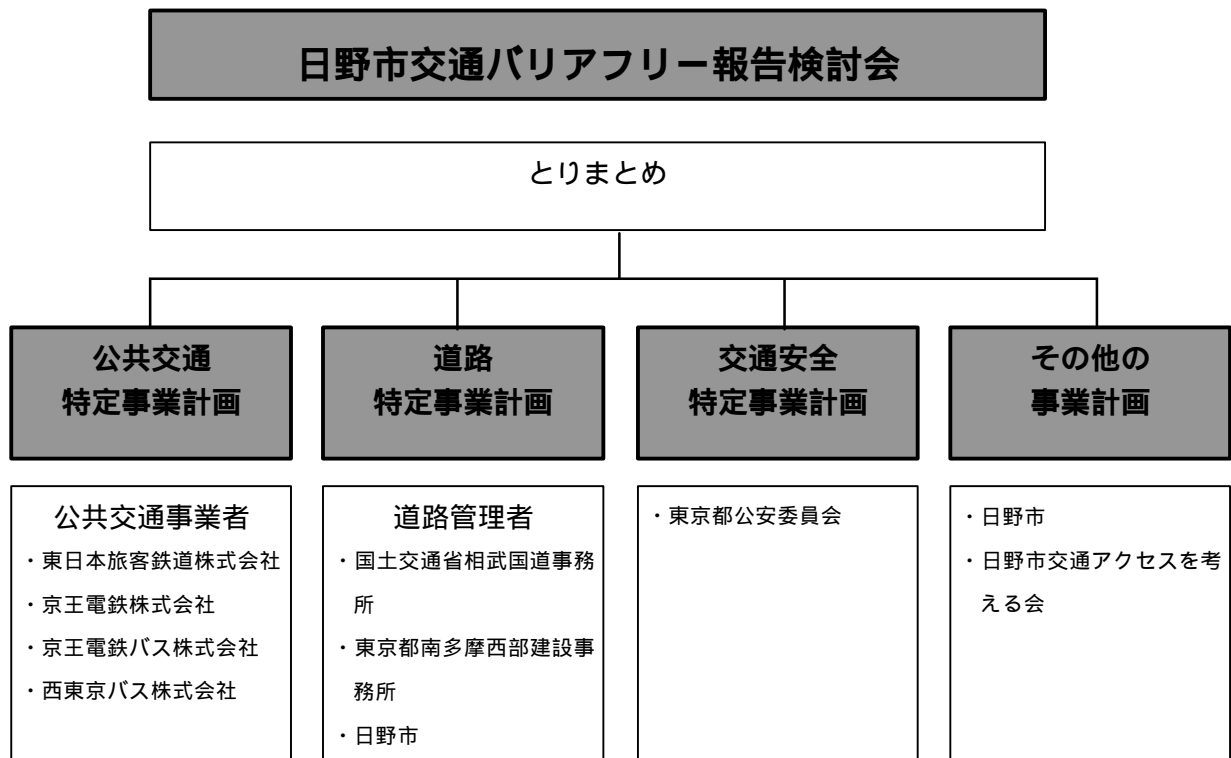 日野市交通バリアフリー報告検討会
とりまとめ
公共交通
特定事業計画
道路
特定事業計画
交通安全
特定事業計画
その他の
事業計画
公共交通事業者
・東日本旅客鉄道株式会社
・京王電鉄株式会社
・京王電鉄バス株式会社
・西東京バス株式会社
道路管理者
・国土交通省相武国道事務
所
・東京都南多摩西部建設事
務所
・日野市
・東京都公安委員会
・日野市
・日野市交通アクセスを考
える会